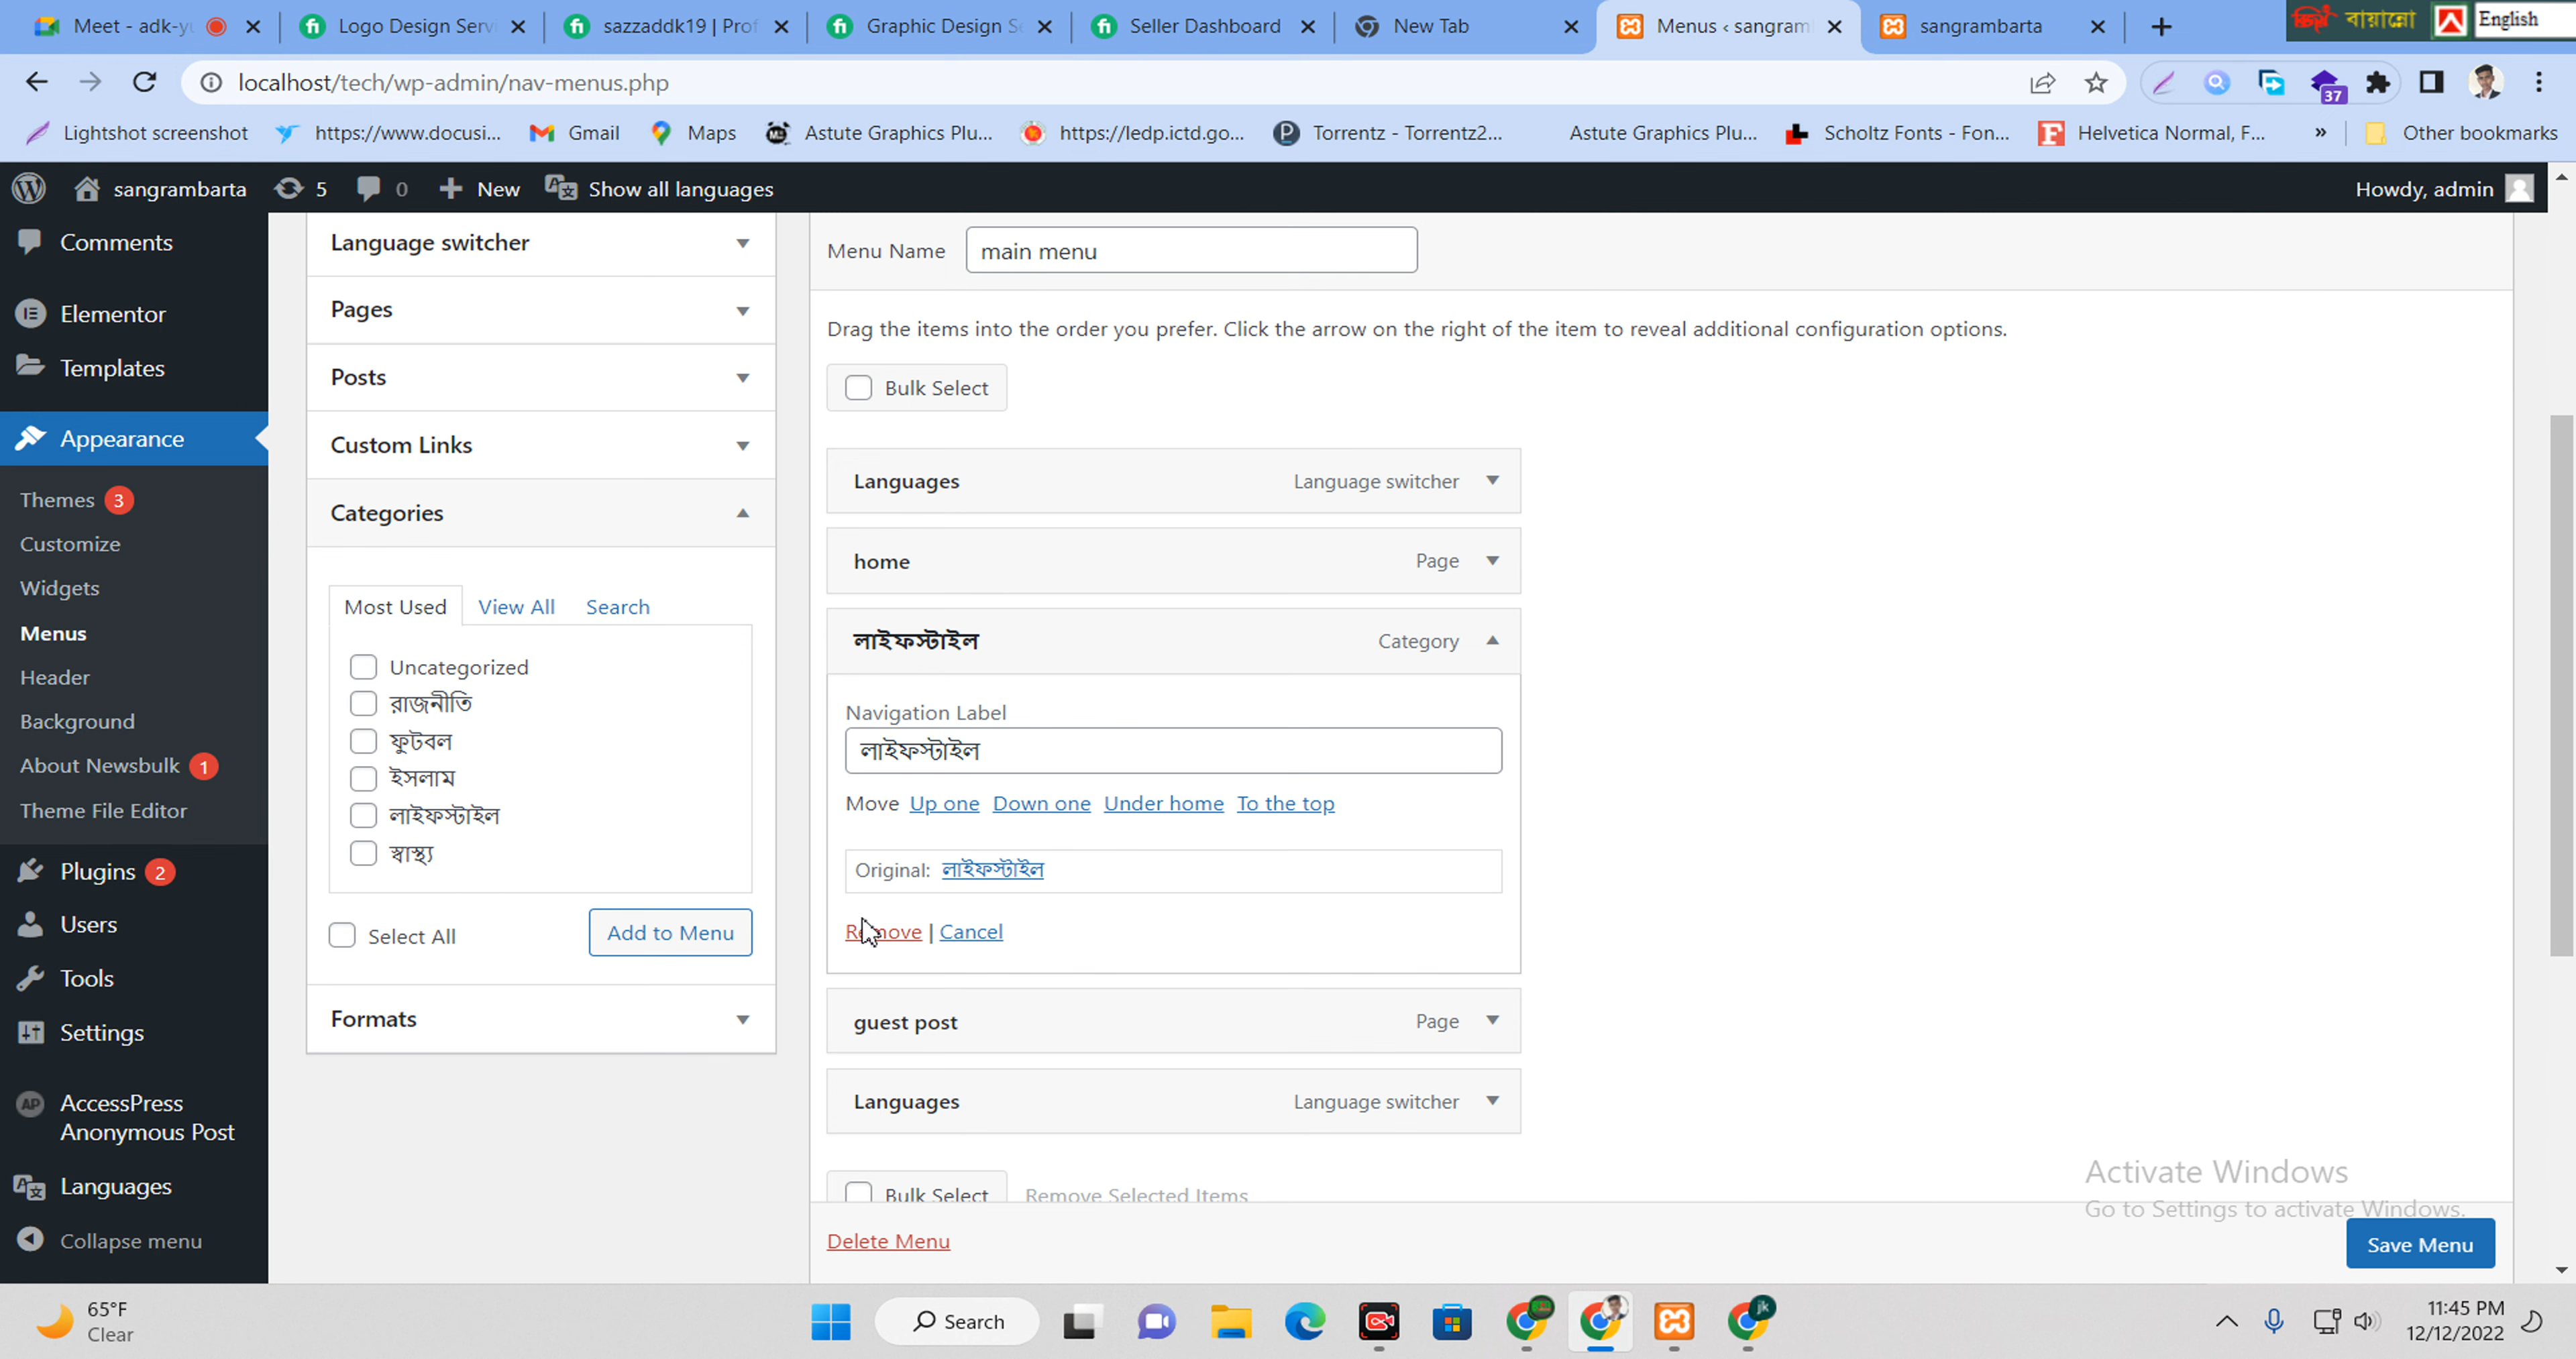 Meet - adk-yu
Logo Design Serv
sazzaddk19 | Prof
Graphic Design Se
Seller Dashboard
New Tab
Menus ‹ sangram
sangrambarta
বায়ান্নো
English
localhost/tech/wp-admin/nav-menus.php
37
Lightshot screenshot
https://www.docusi...
Gmail
Maps
Astute Graphics Plu...
https://ledp.ictd.go...
Torrentz - Torrentz2...
Astute Graphics Plu...
Scholtz Fonts - Fon...
Helvetica Normal, F...
»
Other bookmarks
sangrambarta
5
0
New
Show all languages
Howdy, admin
Comments
Elementor
Templates
Appearance
Themes 3
Customize
Widgets
Menus
Header
Background
About Newsbulk 1
Theme File Editor
Plugins 2
Users
Tools
Settings
AccessPress
Anonymous Post
Languages
Collapse menu
Language switcher
Pages
Posts
Custom Links
Categories
Most Used View All Search
Uncategorized
রাজনীতি
ফুটবল
ইসলাম
লাইফস্টাইল
স্বাস্থ্য
Select All
Add to Menu
Formats
Menu Name main menu
Drag the items into the order you prefer. Click the arrow on the right of the item to reveal additional configuration options.
Bulk Select
Languages Language switcher
home Page
লাইফস্টাইল Category
Navigation Label
লাইফস্টাইল
Move Up one Down one Under home To the top
Original: লাইফস্টাইল
Remove | Cancel
guest post Page
Languages Language switcher
Bulk Select Remove Selected Items
Delete Menu
Activate Windows
Go to Settings to activate Windows.
Save Menu
65°F
Clear
Search
jk
11:45 PM
12/12/2022